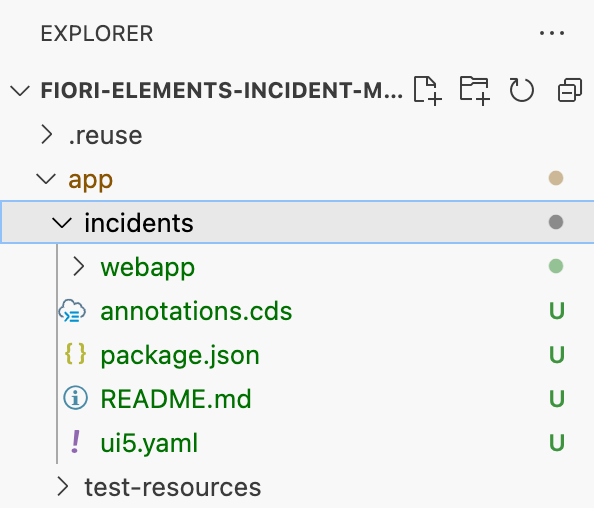 EXPLORER
FIORI-ELEMENTS-INCIDENT-M...
.reuse
app
incidents
webapp
annotations.cds U
package.json U
README.md U
ui5.yaml U
test-resources